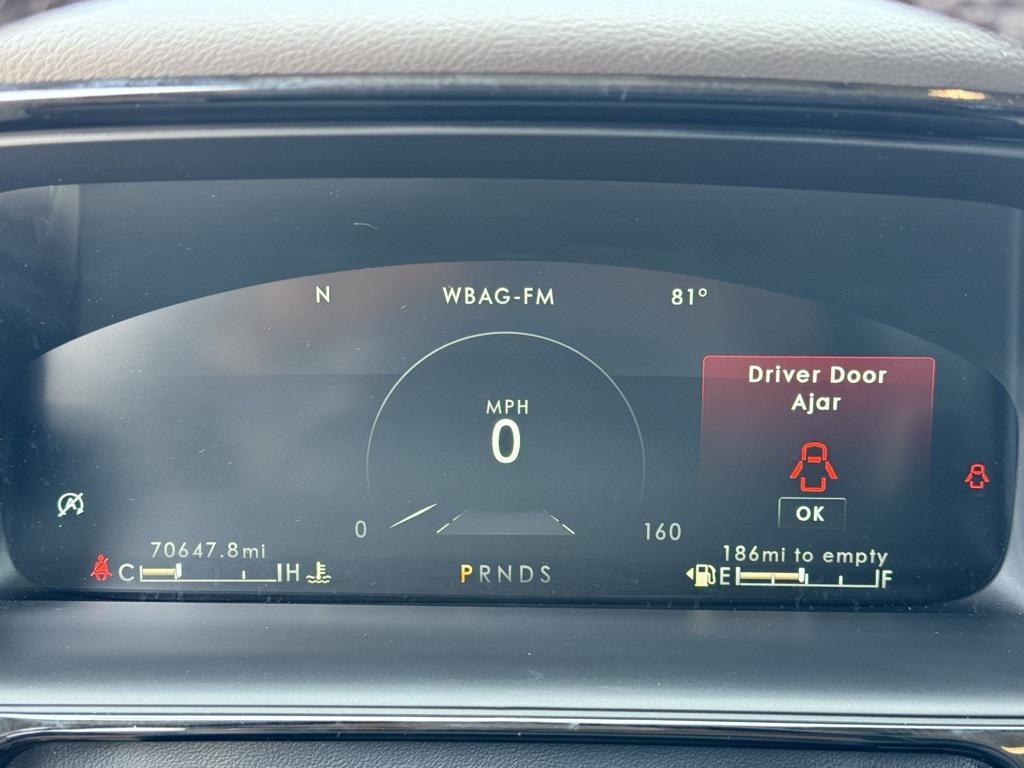 N WBAG-FM 81°
Driver Door
Ajar
MPH
0
A
OK
0 160
70647.8mi
186mi to empty
C H
PRNDS
E F